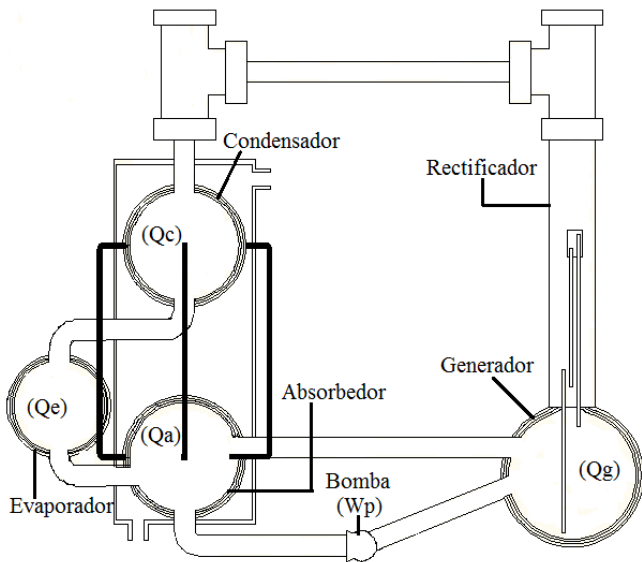 Condensador
Rectificador
(Qc)
Generador
Absorbedor
(Qe)
(Qa)
(Qg)
Bomba
(Wp)
Evaporador